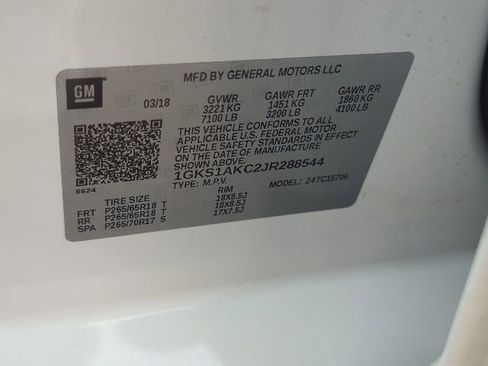 GM
MFD BY GENERAL MOTORS LLC
03/18 GVWR GAWR FRT GAWR RR
3221 KG 1451 KG 1860 KG
7100 LB 3200 LB 4100 LB
THIS VEHICLE CONFORMS TO ALL
APPLICABLE U.S. FEDERAL MOTOR
VEHICLE SAFETY STANDARDS IN EFFECT
ON THE DATE OF MANUFACTURE
SHOWN ABOVE.
1GKS1AKC2JR288544
8624 TYPE: M.P.V. MODEL: 24TC15706
TIRE SIZE RIM
FRT P265/65R18 T 18X8.5J
RR P265/65R18 T 18X8.5J
SPA P265/70R17 S 17X7.5J